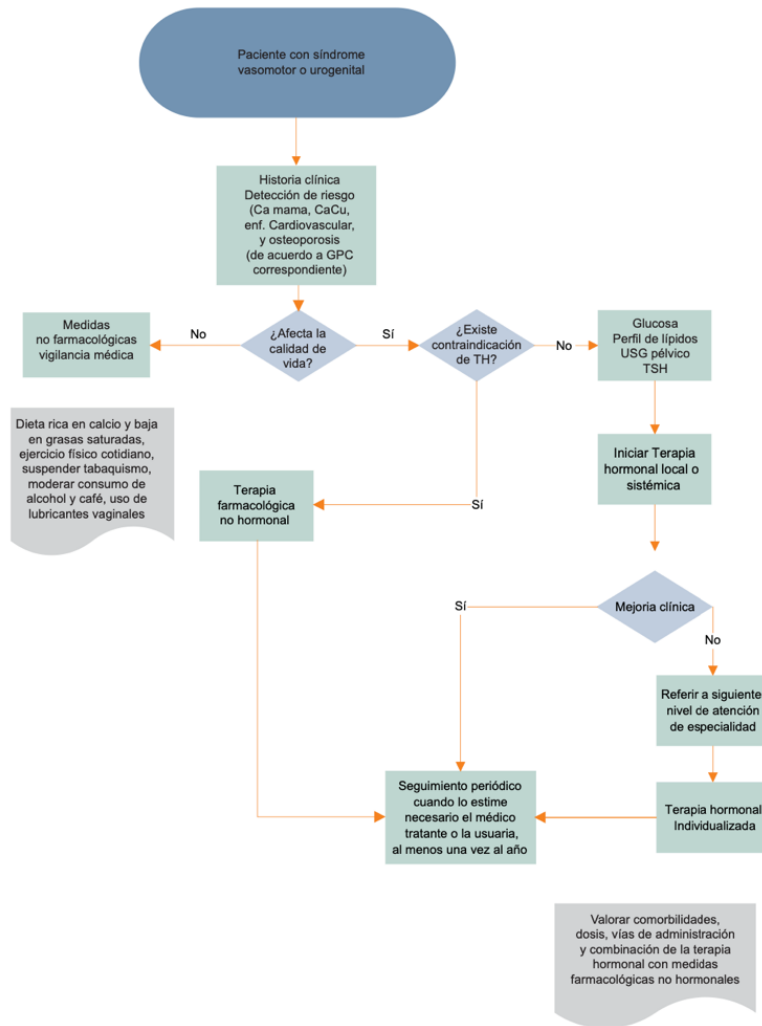 Paciente con síndrome
vasomotor o urogenital
Historia clínica
Detección de riesgo
(Ca mama, CaCu,
enf. Cardiovascular,
y osteoporosis
(de acuerdo a GPC
correspondiente)
Medidas
no farmacológicas
vigilancia médica
No
¿Afecta la
calidad de
vida?
Sí
¿Existe
contraindicación
de TH?
No
Glucosa
Perfil de lípidos
USG pélvico
TSH
Dieta rica en calcio y baja
en grasas saturadas,
ejercicio físico cotidiano,
suspender tabaquismo,
moderar consumo de
alcohol y café, uso de
lubricantes vaginales
Iniciar Terapia
hormonal local o
sistémica
Terapia
farmacológica
no hormonal
Sí
Sí
Mejoria clínica
No
Referir a siguiente
nivel de atención
de especialidad
Seguimiento periódico
cuando lo estime
necesario el médico
tratante o la usuaria,
al menos una vez al año
Terapia hormonal
Individualizada
Valorar comorbilidades,
dosis, vías de administración
y combinación de la terapia
hormonal con medidas
farmacológicas no hormonales